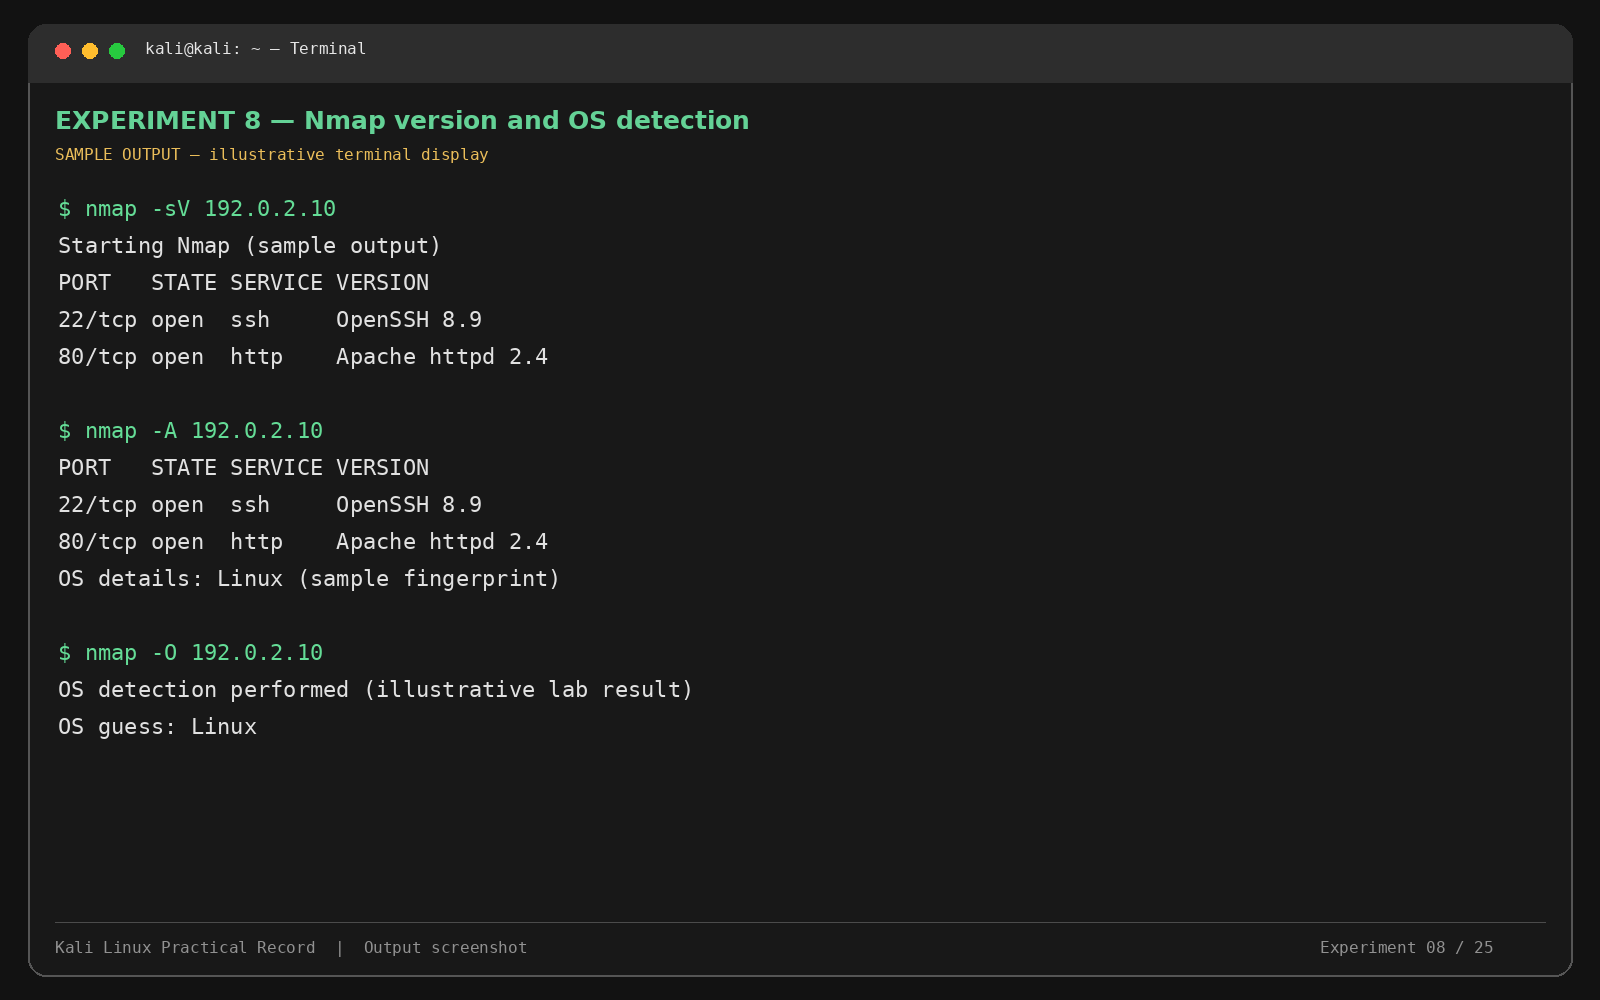 kali@kali: ~ — Terminal
EXPERIMENT 8 — Nmap version and OS detection
SAMPLE OUTPUT — illustrative terminal display
$ nmap -sV 192.0.2.10
Starting Nmap (sample output)
PORT   STATE SERVICE VERSION
22/tcp open  ssh     OpenSSH 8.9
80/tcp open  http    Apache httpd 2.4
$ nmap -A 192.0.2.10
PORT   STATE SERVICE VERSION
22/tcp open  ssh     OpenSSH 8.9
80/tcp open  http    Apache httpd 2.4
OS details: Linux (sample fingerprint)
$ nmap -O 192.0.2.10
OS detection performed (illustrative lab result)
OS guess: Linux
Kali Linux Practical Record  |  Output screenshot
Experiment 08 / 25